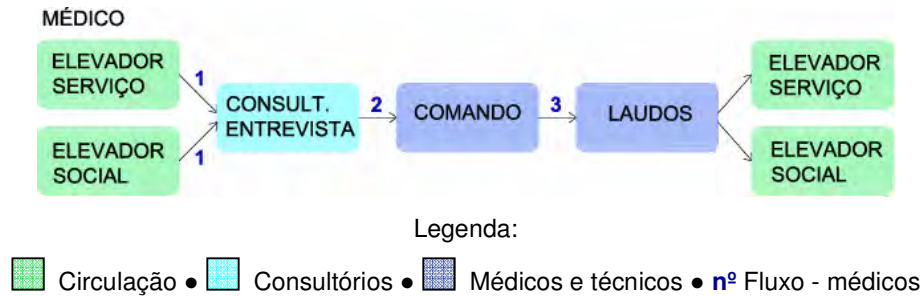 MÉDICO
ELEVADOR
SERVIÇO
1
ELEVADOR
SOCIAL
1
CONSULT.
ENTREVISTA
2
COMANDO
3
LAUDOS
ELEVADOR
SERVIÇO
ELEVADOR
SOCIAL
Legenda:
Circulação ● Consultórios ● Médicos e técnicos ● nº Fluxo - médicos